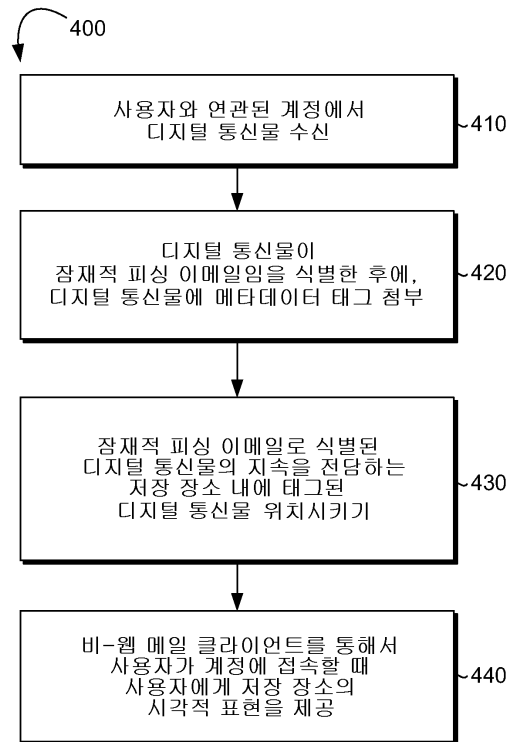 400
사용자와 연관된 계정에서
디지털 통신물 수신
410
디지털 통신물이
잠재적 피싱 이메일임을 식별한 후에,
디지털 통신물에 메타데이터 태그 첨부
420
잠재적 피싱 이메일로 식별된
디지털 통신물의 지속을 전담하는
저장 장소 내에 태그된
디지털 통신물 위치시키기
430
비-웹 메일 클라이언트를 통해서
사용자가 계정에 접속할 때
사용자에게 저장 장소의
시각적 표현을 제공
440